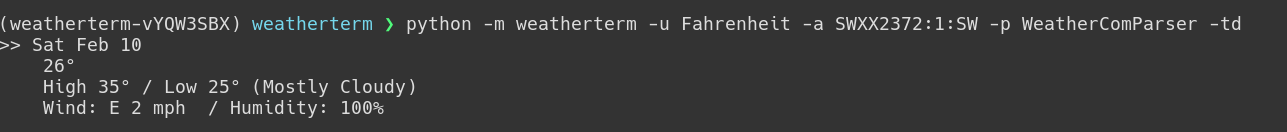 (weatherterm-vYQW3SBX) weatherterm ❯ python -m weatherterm -u Fahrenheit -a SWXX2372:1:SW -p WeatherComParser -td
>> Sat Feb 10
    26°
    High 35° / Low 25° (Mostly Cloudy)
    Wind: E 2 mph  / Humidity: 100%